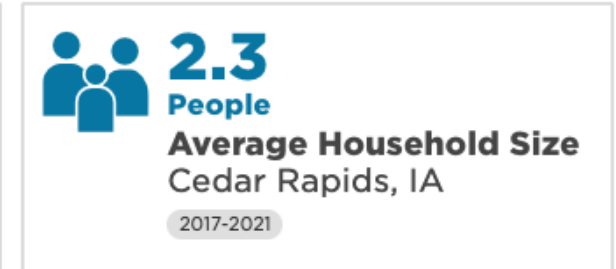 2.3
People
Average Household Size
Cedar Rapids, IA
2017-2021